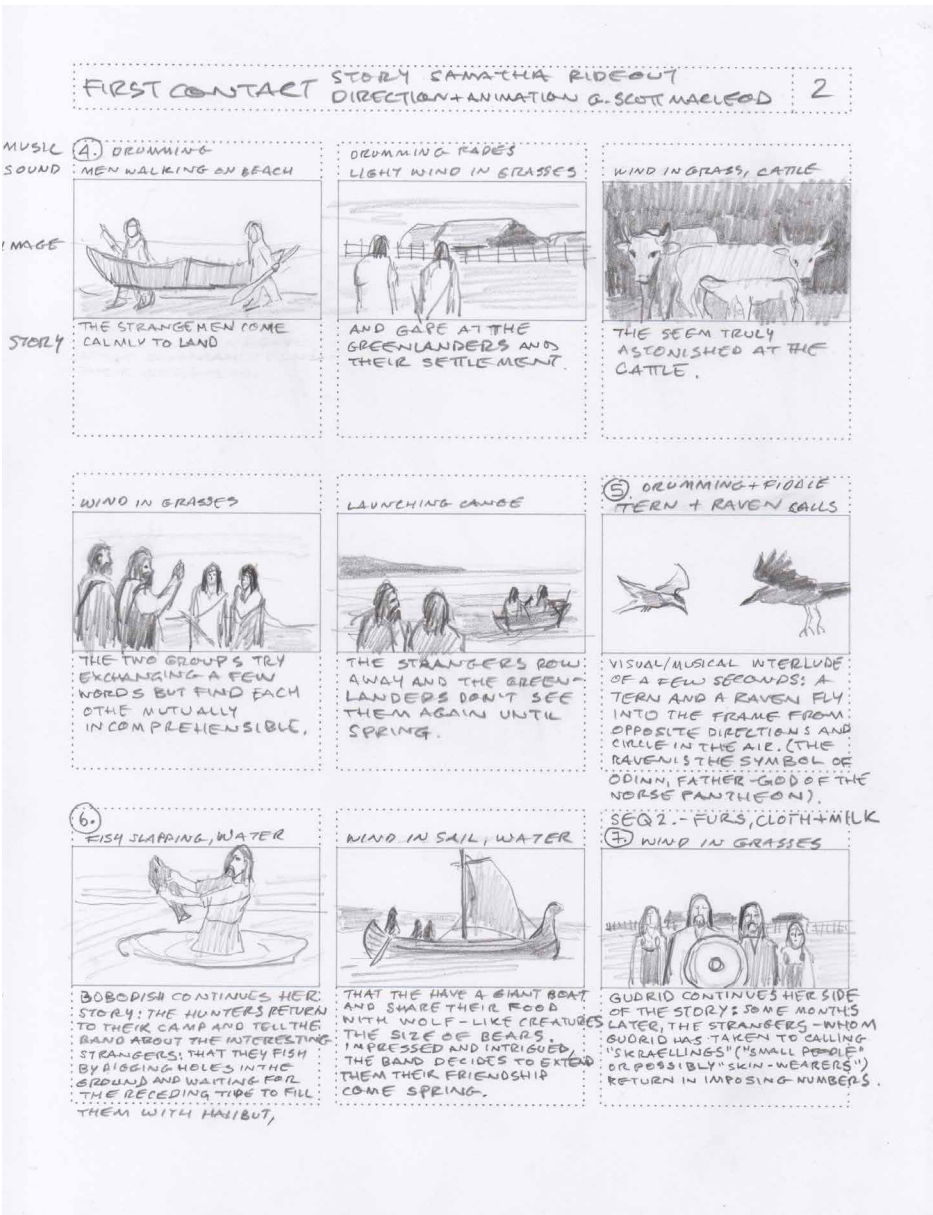 FIRST CONTACT
STORY SAMATHA RIDEOUT
DIRECTION + ANIMATION G. SCOTT MACLEOD
2
MUSIC
SOUND
IMAGE
STORY
4. DRUMMING
MEN WALKING ON BEACH
THE STRANGE MEN COME
CALMLY TO LAND
DRUMMING FADES
LIGHT WIND IN GRASSES
AND GAPE AT THE
GREENLANDERS AND
THEIR SETTLEMENT.
WIND IN GRASS, CATTLE
THE SEEM TRULY
ASTONISHED AT THE
CATTLE.
WIND IN GRASSES
THE TWO GROUPS TRY
EXCHANGING A FEW
WORDS BUT FIND EACH
OTHE MUTUALLY
INCOMPREHENSIBLE.
LAUNCHING CANOE
THE STRANGERS ROW
AWAY AND THE GREEN-
LANDERS DON'T SEE
THEM AGAIN UNTIL
SPRING.
5. DRUMMING + FIDDLE
TERN + RAVEN CALLS
VISUAL/MUSICAL INTERLUDE
OF A FEW SECONDS: A
TERN AND A RAVEN FLY
INTO THE FRAME FROM
OPPOSITE DIRECTIONS AND
CIRCLE IN THE AIR. (THE
RAVEN IS THE SYMBOL OF
ODINN, FATHER-GOD OF THE
NORSE PANTHEON).
6.
FISH SLAPPING, WATER
BOBODISH CONTINUES HER
STORY: THE HUNTERS RETURN
TO THEIR CAMP AND TELL THE
BAND ABOUT THE INTERESTING
STRANGERS: THAT THEY FISH
BY DIGGING HOLES IN THE
GROUND AND WAITING FOR
THE RECEDING TIDE TO FILL
THEM WITH HALIBUT,
WIND IN SAIL, WATER
THAT THE HAVE A GIANT BOAT
AND SHARE THEIR FOOD
WITH WOLF-LIKE CREATURES
THE SIZE OF BEARS.
IMPRESSED AND INTRIGUED,
THE BAND DECIDES TO EXTEND
THEM THEIR FRIENDSHIP
COME SPRING.
SEQ 2. - FURS, CLOTH + MILK
7. WIND IN GRASSES
GUDRID CONTINUES HER SIDE
OF THE STORY: SOME MONTHS
LATER, THE STRANGERS - WHOM
GUDRID HAS TAKEN TO CALLING
"SKRAELLINGS" ("SMALL PEOPLE"
OR POSSIBLY "SKIN-WEARERS")
RETURN IN IMPOSING NUMBERS.